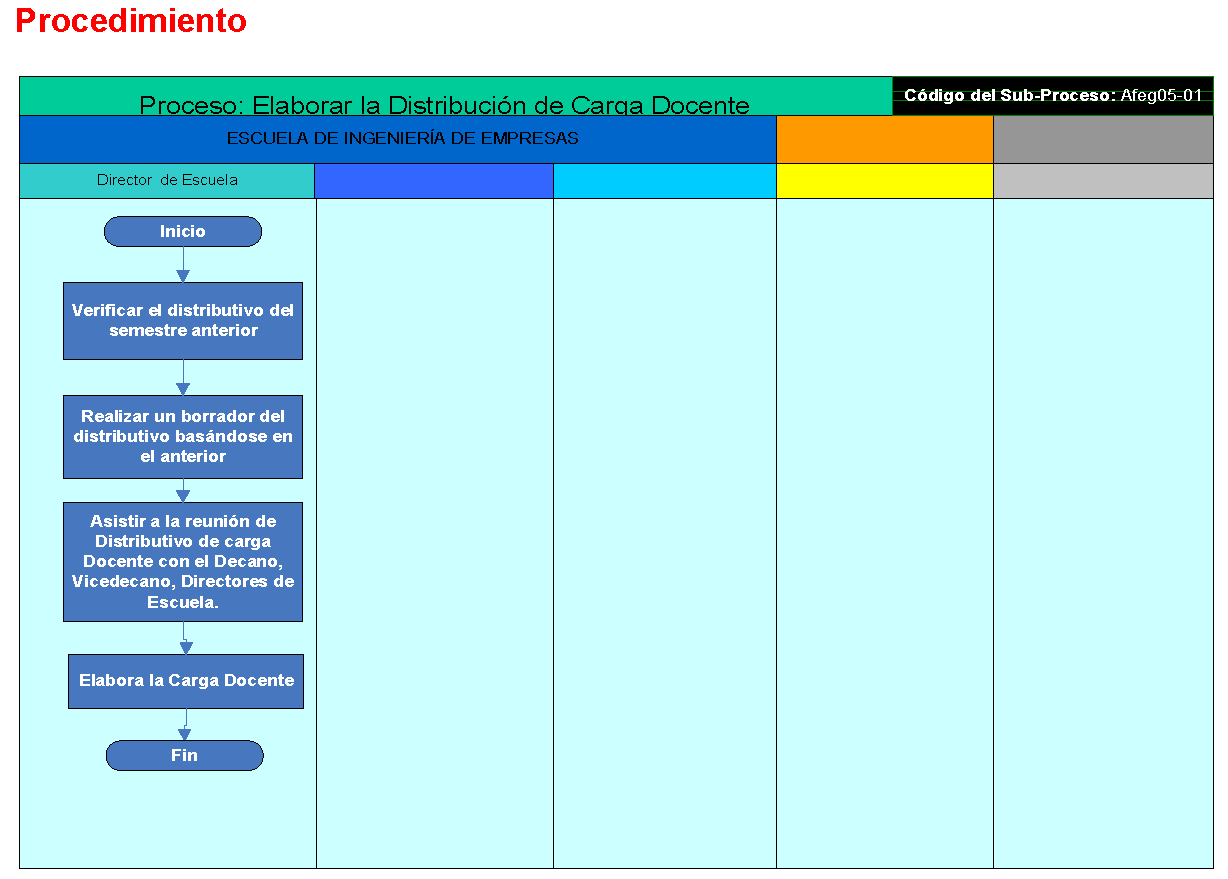 Procedimiento
Proceso: Elaborar la Distribución de Carga Docente
Código del Sub-Proceso: Afeg05-01
ESCUELA DE INGENIERÍA DE EMPRESAS
Director de Escuela
Inicio
Verificar el distributivo del
semestre anterior
Realizar un borrador del
distributivo basándose en
el anterior
Asistir a la reunión de
Distributivo de carga
Docente con el Decano,
Vicedecano, Directores de
Escuela.
Elabora la Carga Docente
Fin